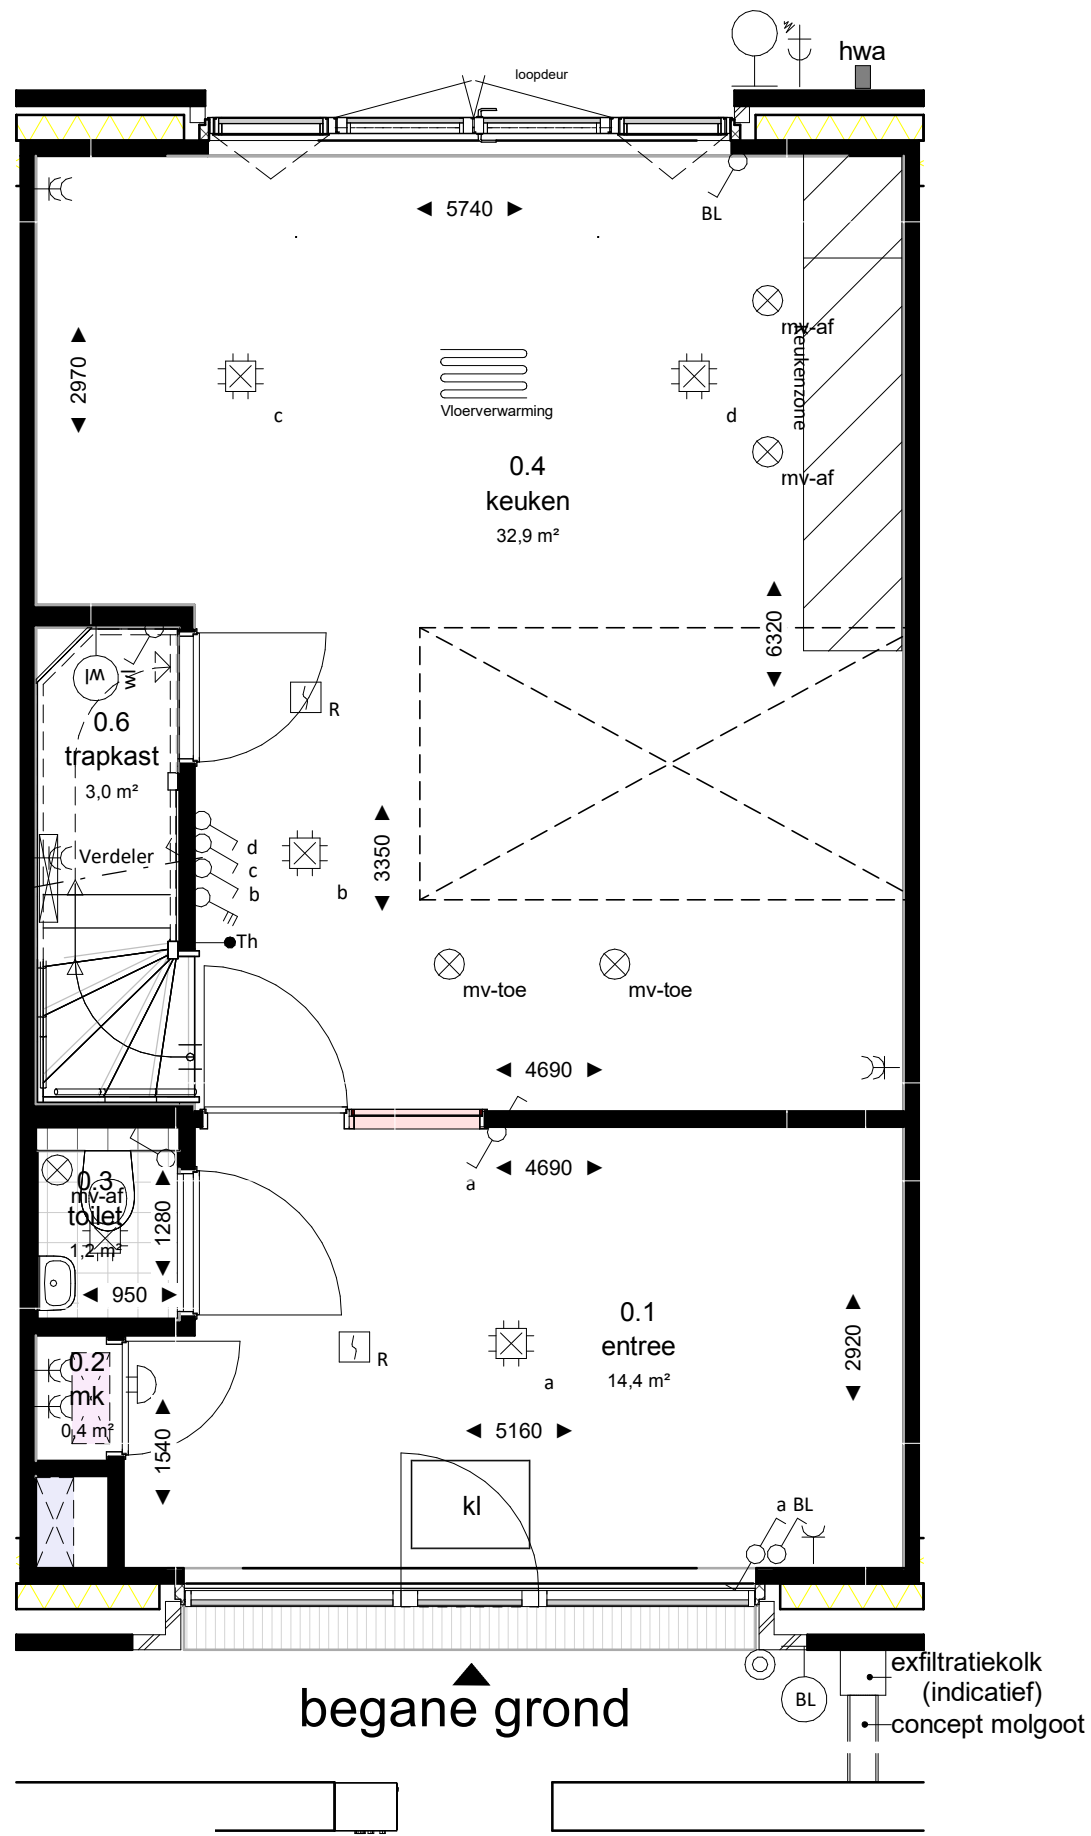 loopdeur
hwa
5740
BL
2970
mv-af
keukenzone
c
Vloerverwarming
d
mv-af
0.4
keuken
32,9 m²
6320
wl
wl
R
0.6
trapkast
3,0 m²
3350
d
Verdeler
c
b
b
Th
mv-toe
mv-toe
4690
4690
a
0.3
mv-af
toilet
1,2 m²
1280
950
0.1
entree
14,4 m²
2920
R
a
0.2
mk
0,4 m²
5160
1540
kl
a BL
exfiltratiekolk
(indicatief)
BL
concept molgoot
begane grond